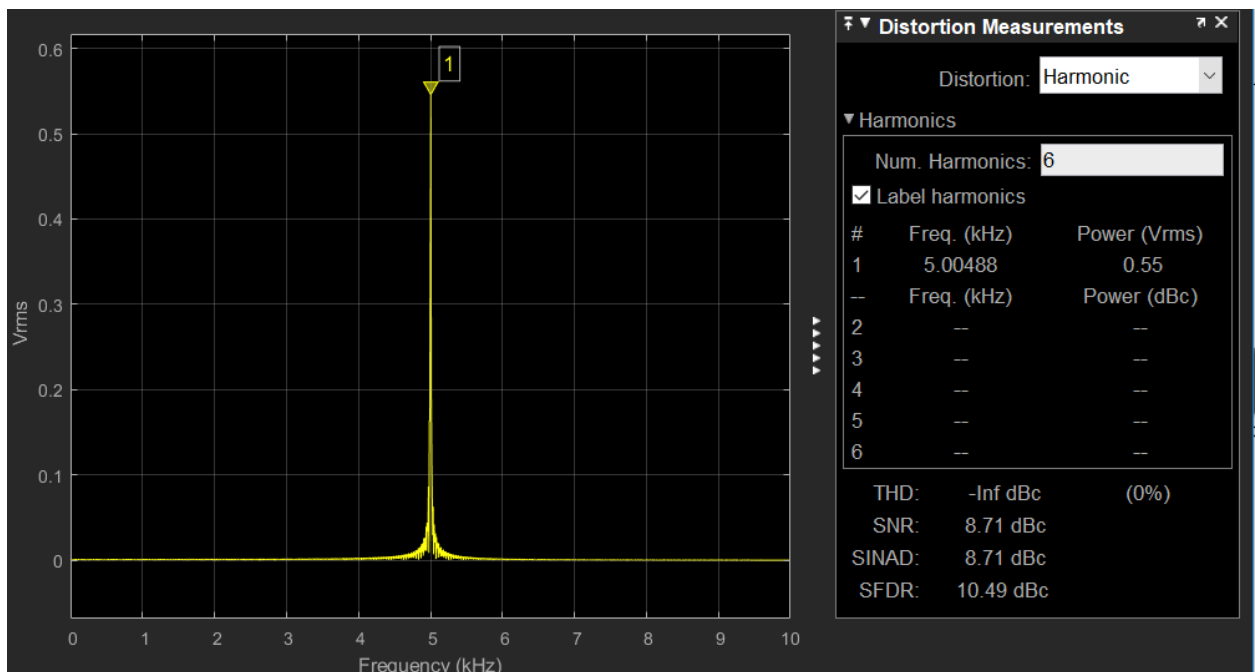 0.6
0.5
0.4
0.3
0.2
0.1
0
Vrms
0 1 2 3 4 5 6 7 8 9 10
Frequency (kHz)
1
Distortion Measurements
Distortion: Harmonic
Harmonics
Num. Harmonics: 6
Label harmonics
# Freq. (kHz) Power (Vrms)
1 5.00488 0.55
-- Freq. (kHz) Power (dBc)
2 -- --
3 -- --
4 -- --
5 -- --
6 -- --
THD: -Inf dBc (0%)
SNR: 8.71 dBc
SINAD: 8.71 dBc
SFDR: 10.49 dBc